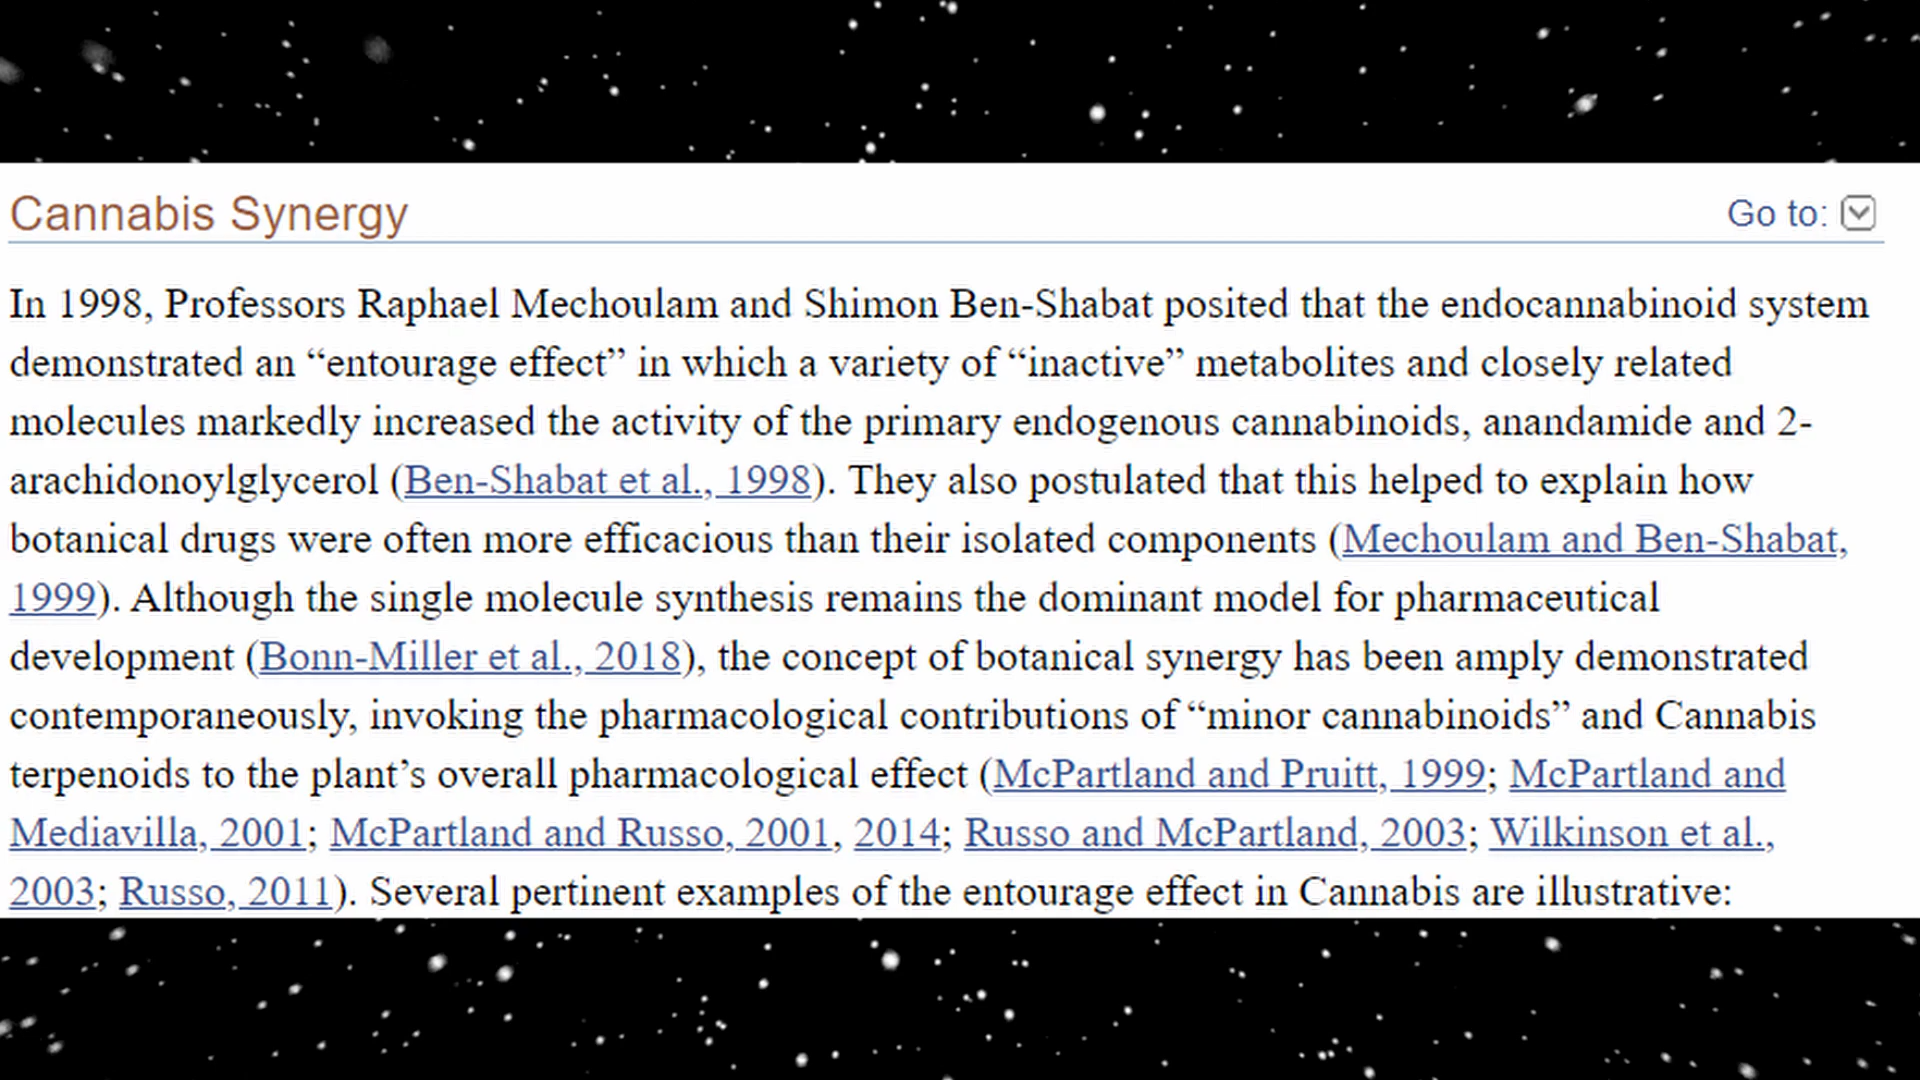 Cannabis Synergy
Go to:
In 1998, Professors Raphael Mechoulam and Shimon Ben-Shabat posited that the endocannabinoid system
demonstrated an “entourage effect” in which a variety of “inactive” metabolites and closely related
molecules markedly increased the activity of the primary endogenous cannabinoids, anandamide and 2-
arachidonoylglycerol (Ben-Shabat et al., 1998). They also postulated that this helped to explain how
botanical drugs were often more efficacious than their isolated components (Mechoulam and Ben-Shabat,
1999). Although the single molecule synthesis remains the dominant model for pharmaceutical
development (Bonn-Miller et al., 2018), the concept of botanical synergy has been amply demonstrated
contemporaneously, invoking the pharmacological contributions of “minor cannabinoids” and Cannabis
terpenoids to the plant’s overall pharmacological effect (McPartland and Pruitt, 1999; McPartland and
Mediavilla, 2001; McPartland and Russo, 2001, 2014; Russo and McPartland, 2003; Wilkinson et al.,
2003; Russo, 2011). Several pertinent examples of the entourage effect in Cannabis are illustrative: